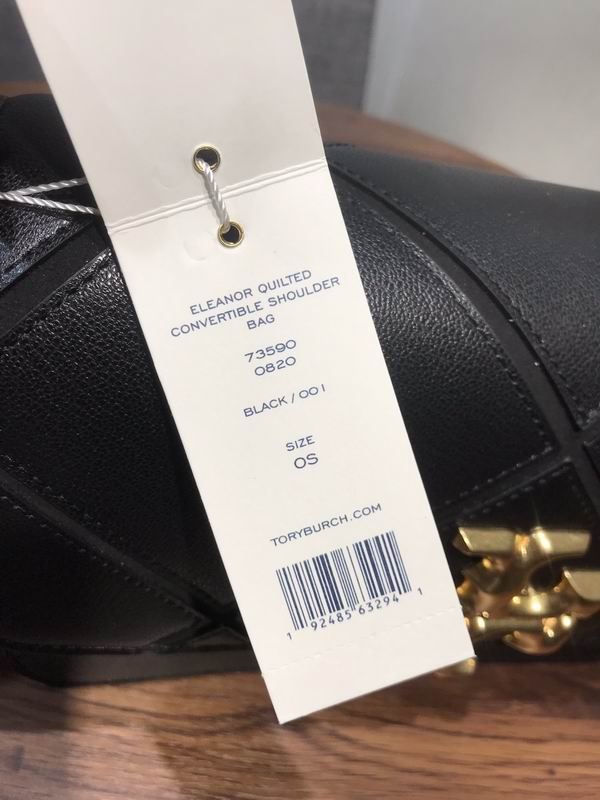 ELEANOR QUILTED
CONVERTIBLE SHOULDER
BAG
73590
0820
BLACK / 001
SIZE
OS
TORYBURCH.COM
1 92485 63294 1